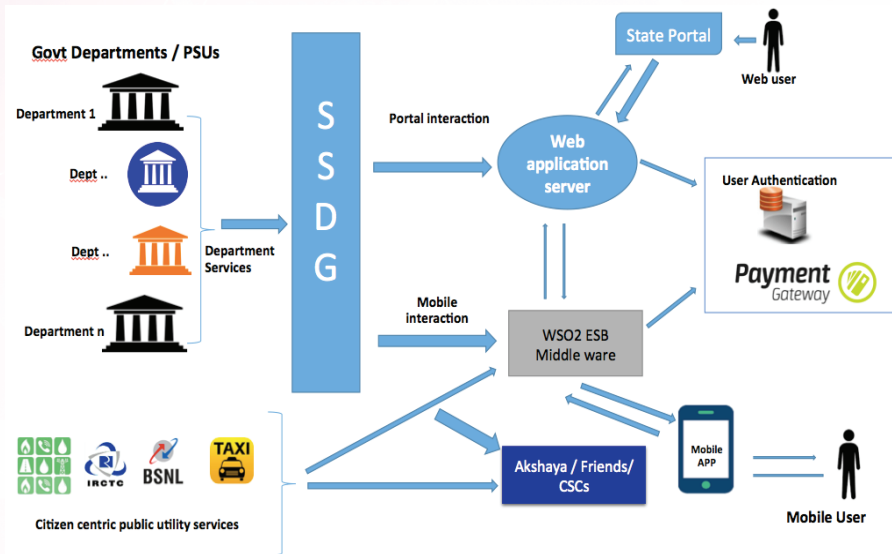 Govt Departments / PSUs
Department 1
Dept ..
Dept ..
Department n
Department
Services
S
S
D
G
Portal interaction
Mobile
interaction
State Portal
Web user
Web
application
server
User Authentication
Payment
Gateway
WSO2 ESB
Middle ware
Akshaya / Friends/
CSCs
Mobile
APP
Mobile User
IRCTC
BSNL
TAXI
Citizen centric public utility services